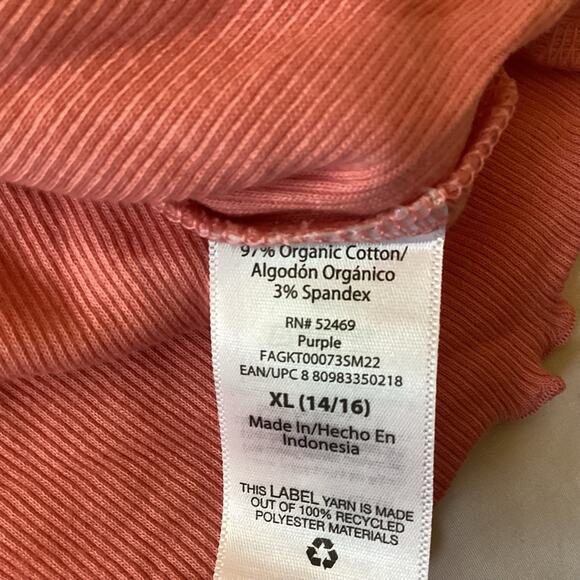 97% Organic Cotton/
Algodón Orgánico
3% Spandex
RN# 52469
Purple
FAGKT00073SM22
EAN/UPC 8 80983350218
XL (14/16)
Made In/Hecho En
Indonesia
THIS LABEL YARN IS MADE
OUT OF 100% RECYCLED
POLYESTER MATERIALS